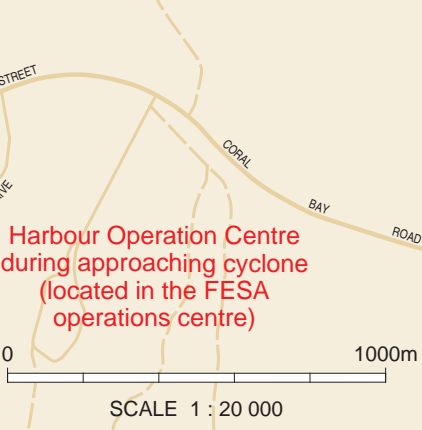 STREET
CORAL
BAY
ROAD
Harbour Operation Centre
during approaching cyclone
(located in the FESA
operations centre)
0 1000m
SCALE 1 : 20 000